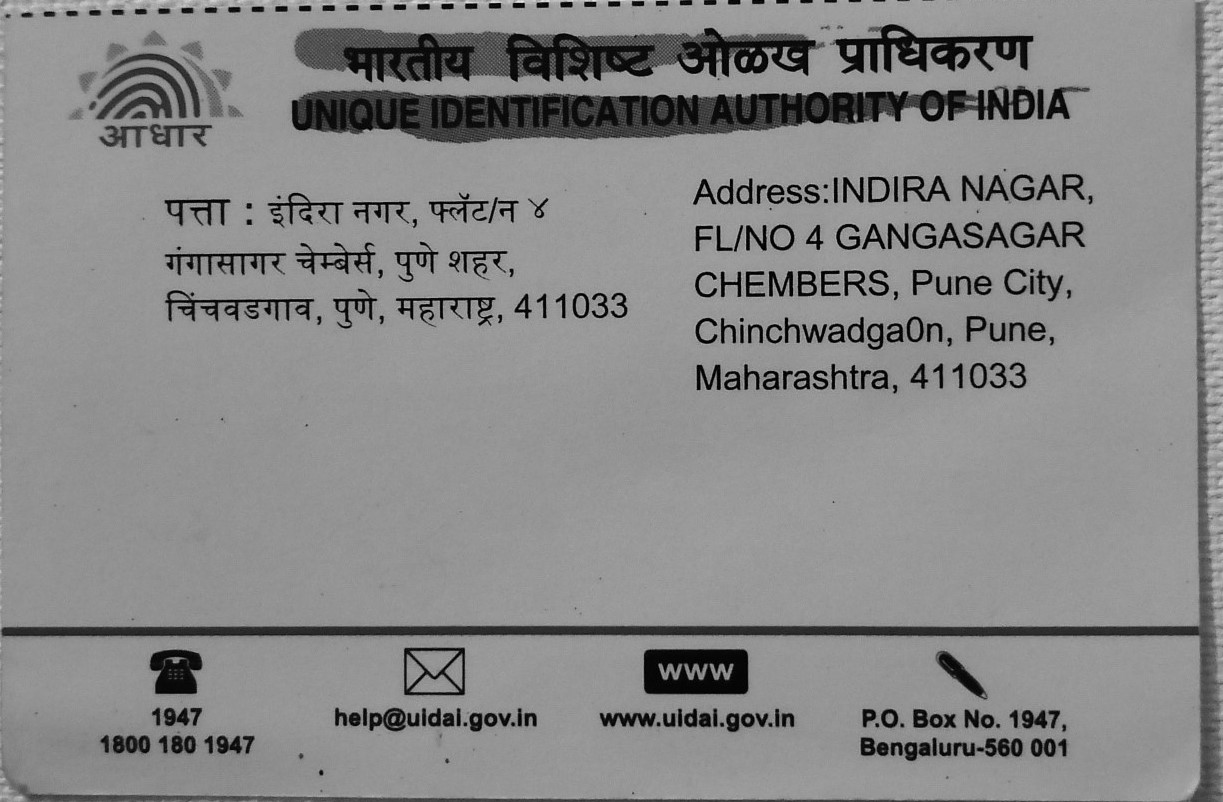 भारतीय विशिष्ट ओळख प्राधिकरण
UNIQUE IDENTIFICATION AUTHORITY OF INDIA
आधार
पत्ता : इंदिरा नगर, फ्लॅट/न ४
गंगासागर चेम्बेर्स, पुणे शहर,
चिंचवडगाव, पुणे, महाराष्ट्र, 411033
Address:INDIRA NAGAR,
FL/NO 4 GANGASAGAR
CHEMBERS, Pune City,
Chinchwadga0n, Pune,
Maharashtra, 411033
1947
1800 180 1947
help@uidai.gov.in
www
www.uidai.gov.in
P.O. Box No. 1947,
Bengaluru-560 001